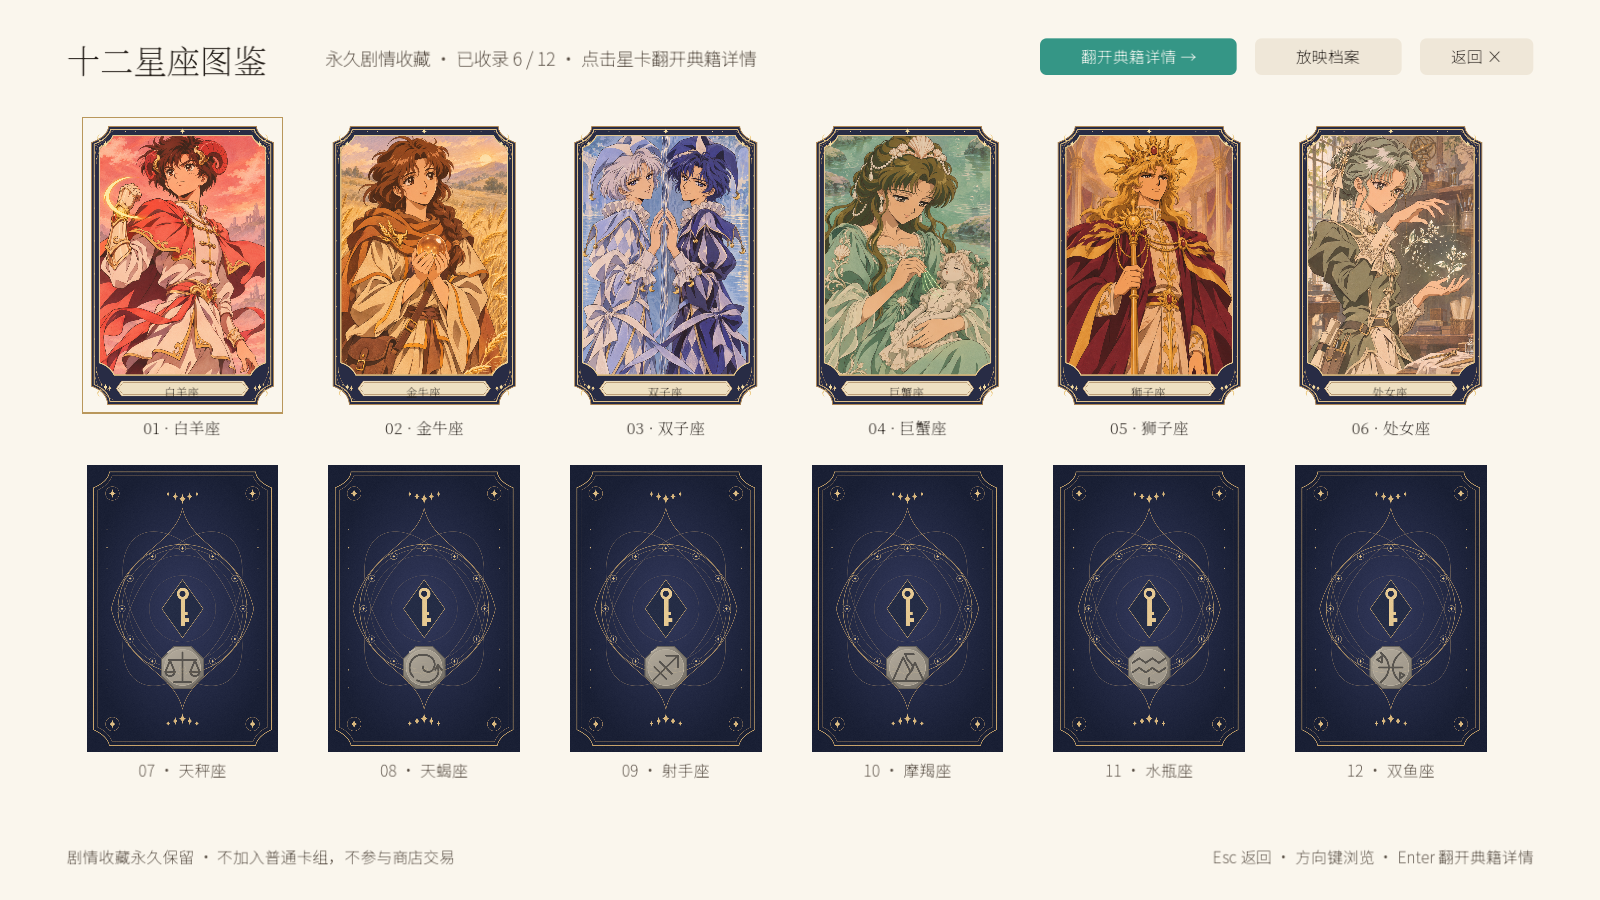 十二星座图鉴
永久剧情收藏 · 已收录 6 / 12 · 点击星卡翻开典籍详情
翻开典籍详情 →
放映档案
返回 ×
白羊座
金牛座
双子座
巨蟹座
狮子座
处女座
01 · 白羊座
02 · 金牛座
03 · 双子座
04 · 巨蟹座
05 · 狮子座
06 · 处女座
07 · 天秤座
08 · 天蝎座
09 · 射手座
10 · 摩羯座
11 · 水瓶座
12 · 双鱼座
剧情收藏永久保留 · 不加入普通卡组，不参与商店交易
Esc 返回 · 方向键浏览 · Enter 翻开典籍详情